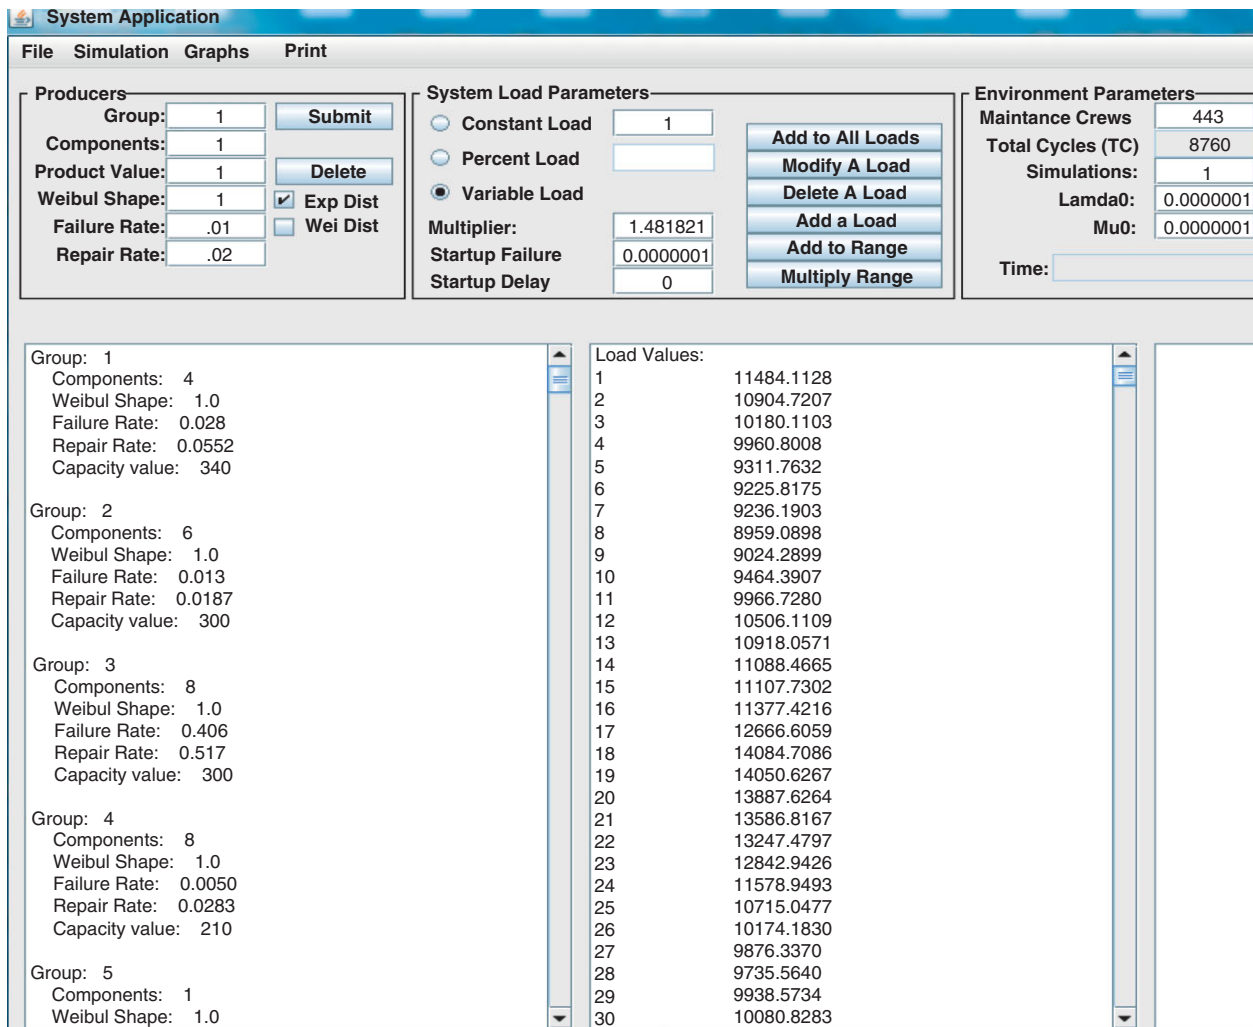 System Application
File Simulation Graphs Print
Producers
Group: 1 Submit
Components: 1
Product Value: 1 Delete
Weibul Shape: 1 Exp Dist
Failure Rate: .01 Wei Dist
Repair Rate: .02
System Load Parameters
Constant Load 1
Percent Load
Variable Load
Multiplier: 1.481821
Startup Failure 0.0000001
Startup Delay 0
Add to All Loads
Modify A Load
Delete A Load
Add a Load
Add to Range
Multiply Range
Environment Parameters
Maintance Crews 443
Total Cycles (TC) 8760
Simulations: 1
Lamda0: 0.0000001
Mu0: 0.0000001
Time:
Group: 1
Components: 4
Weibul Shape: 1.0
Failure Rate: 0.028
Repair Rate: 0.0552
Capacity value: 340
Group: 2
Components: 6
Weibul Shape: 1.0
Failure Rate: 0.013
Repair Rate: 0.0187
Capacity value: 300
Group: 3
Components: 8
Weibul Shape: 1.0
Failure Rate: 0.406
Repair Rate: 0.517
Capacity value: 300
Group: 4
Components: 8
Weibul Shape: 1.0
Failure Rate: 0.0050
Repair Rate: 0.0283
Capacity value: 210
Group: 5
Components: 1
Weibul Shape: 1.0
Load Values:
1 11484.1128
2 10904.7207
3 10180.1103
4 9960.8008
5 9311.7632
6 9225.8175
7 9236.1903
8 8959.0898
9 9024.2899
10 9464.3907
11 9966.7280
12 10506.1109
13 10918.0571
14 11088.4665
15 11107.7302
16 11377.4216
17 12666.6059
18 14084.7086
19 14050.6267
20 13887.6264
21 13586.8167
22 13247.4797
23 12842.9426
24 11578.9493
25 10715.0477
26 10174.1830
27 9876.3370
28 9735.5640
29 9938.5734
30 10080.8283